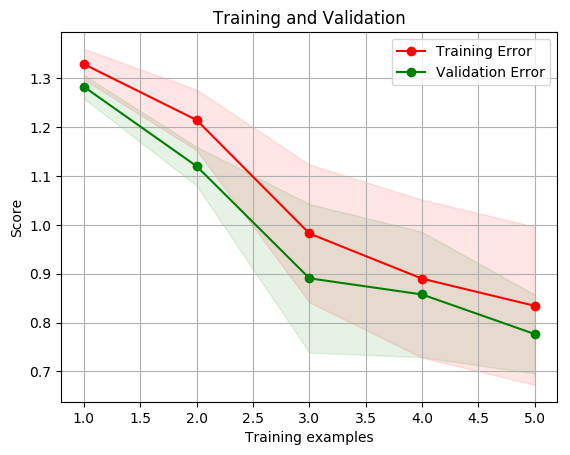 Training and Validation
Training Error
Validation Error
Score
1.3
1.2
1.1
1.0
0.9
0.8
0.7
1.0 1.5 2.0 2.5 3.0 3.5 4.0 4.5 5.0
Training examples